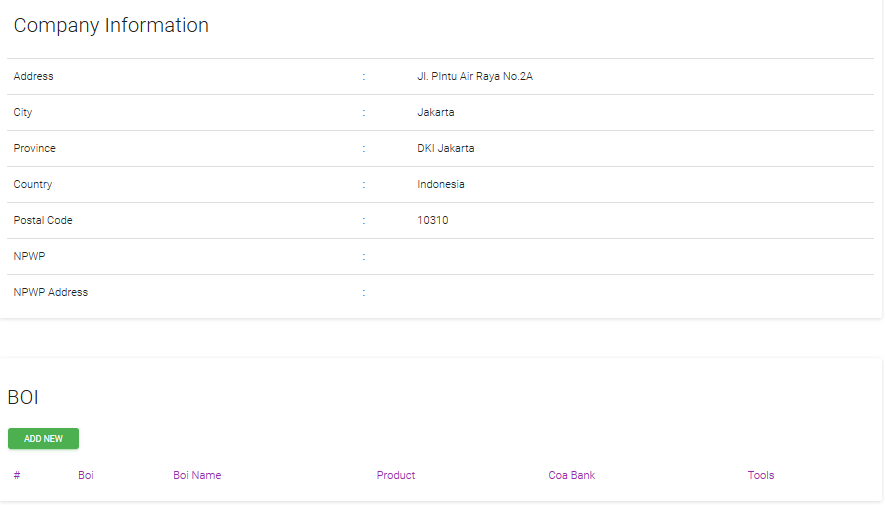 Company Information
Address : Jl. PIntu Air Raya No.2A
City : Jakarta
Province : DKI Jakarta
Country : Indonesia
Postal Code : 10310
NPWP :
NPWP Address :
BOI
ADD NEW
# Boi Boi Name Product Coa Bank Tools